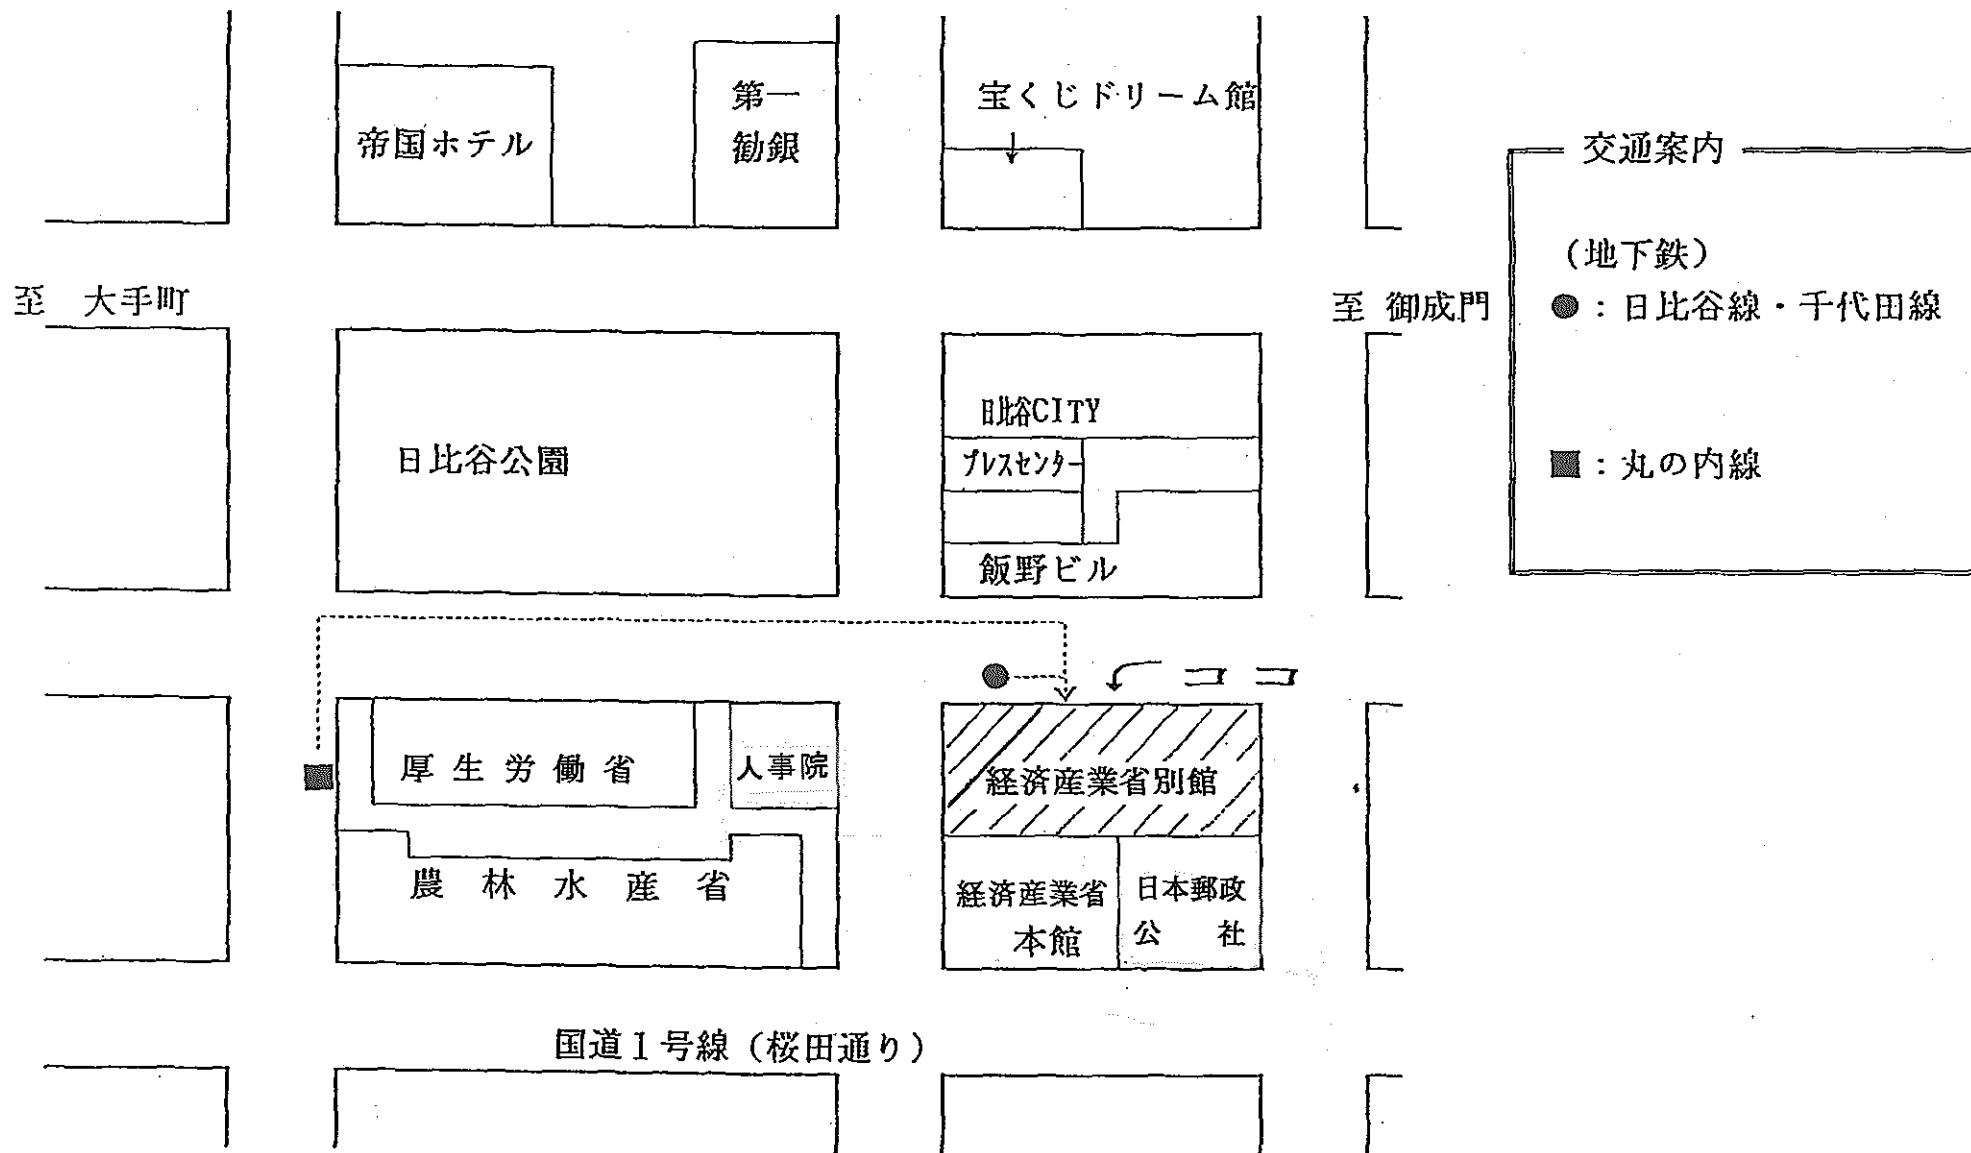 第一
勧銀
帝国ホテル
宝くじドリーム館
交通案内
(地下鉄)
●:日比谷線・千代田線
■:丸の内線
至 大手町
至 御成門
日比谷公園
日比谷CITY
プレスセンター
飯野ビル
ココ
厚生労働省
人事院
経済産業省別館
農林水産省
経済産業省
本館
日本郵政
公社
国道1号線(桜田通り)